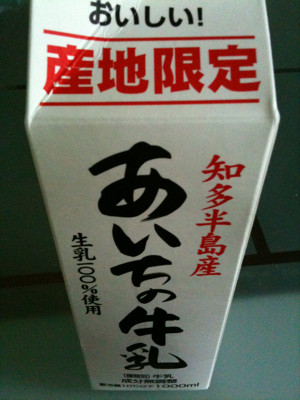 おいしい!
産地限定
知多半島産
あいちの牛乳
生乳100%使用
(種類別)牛乳
成分無調整
1000ml